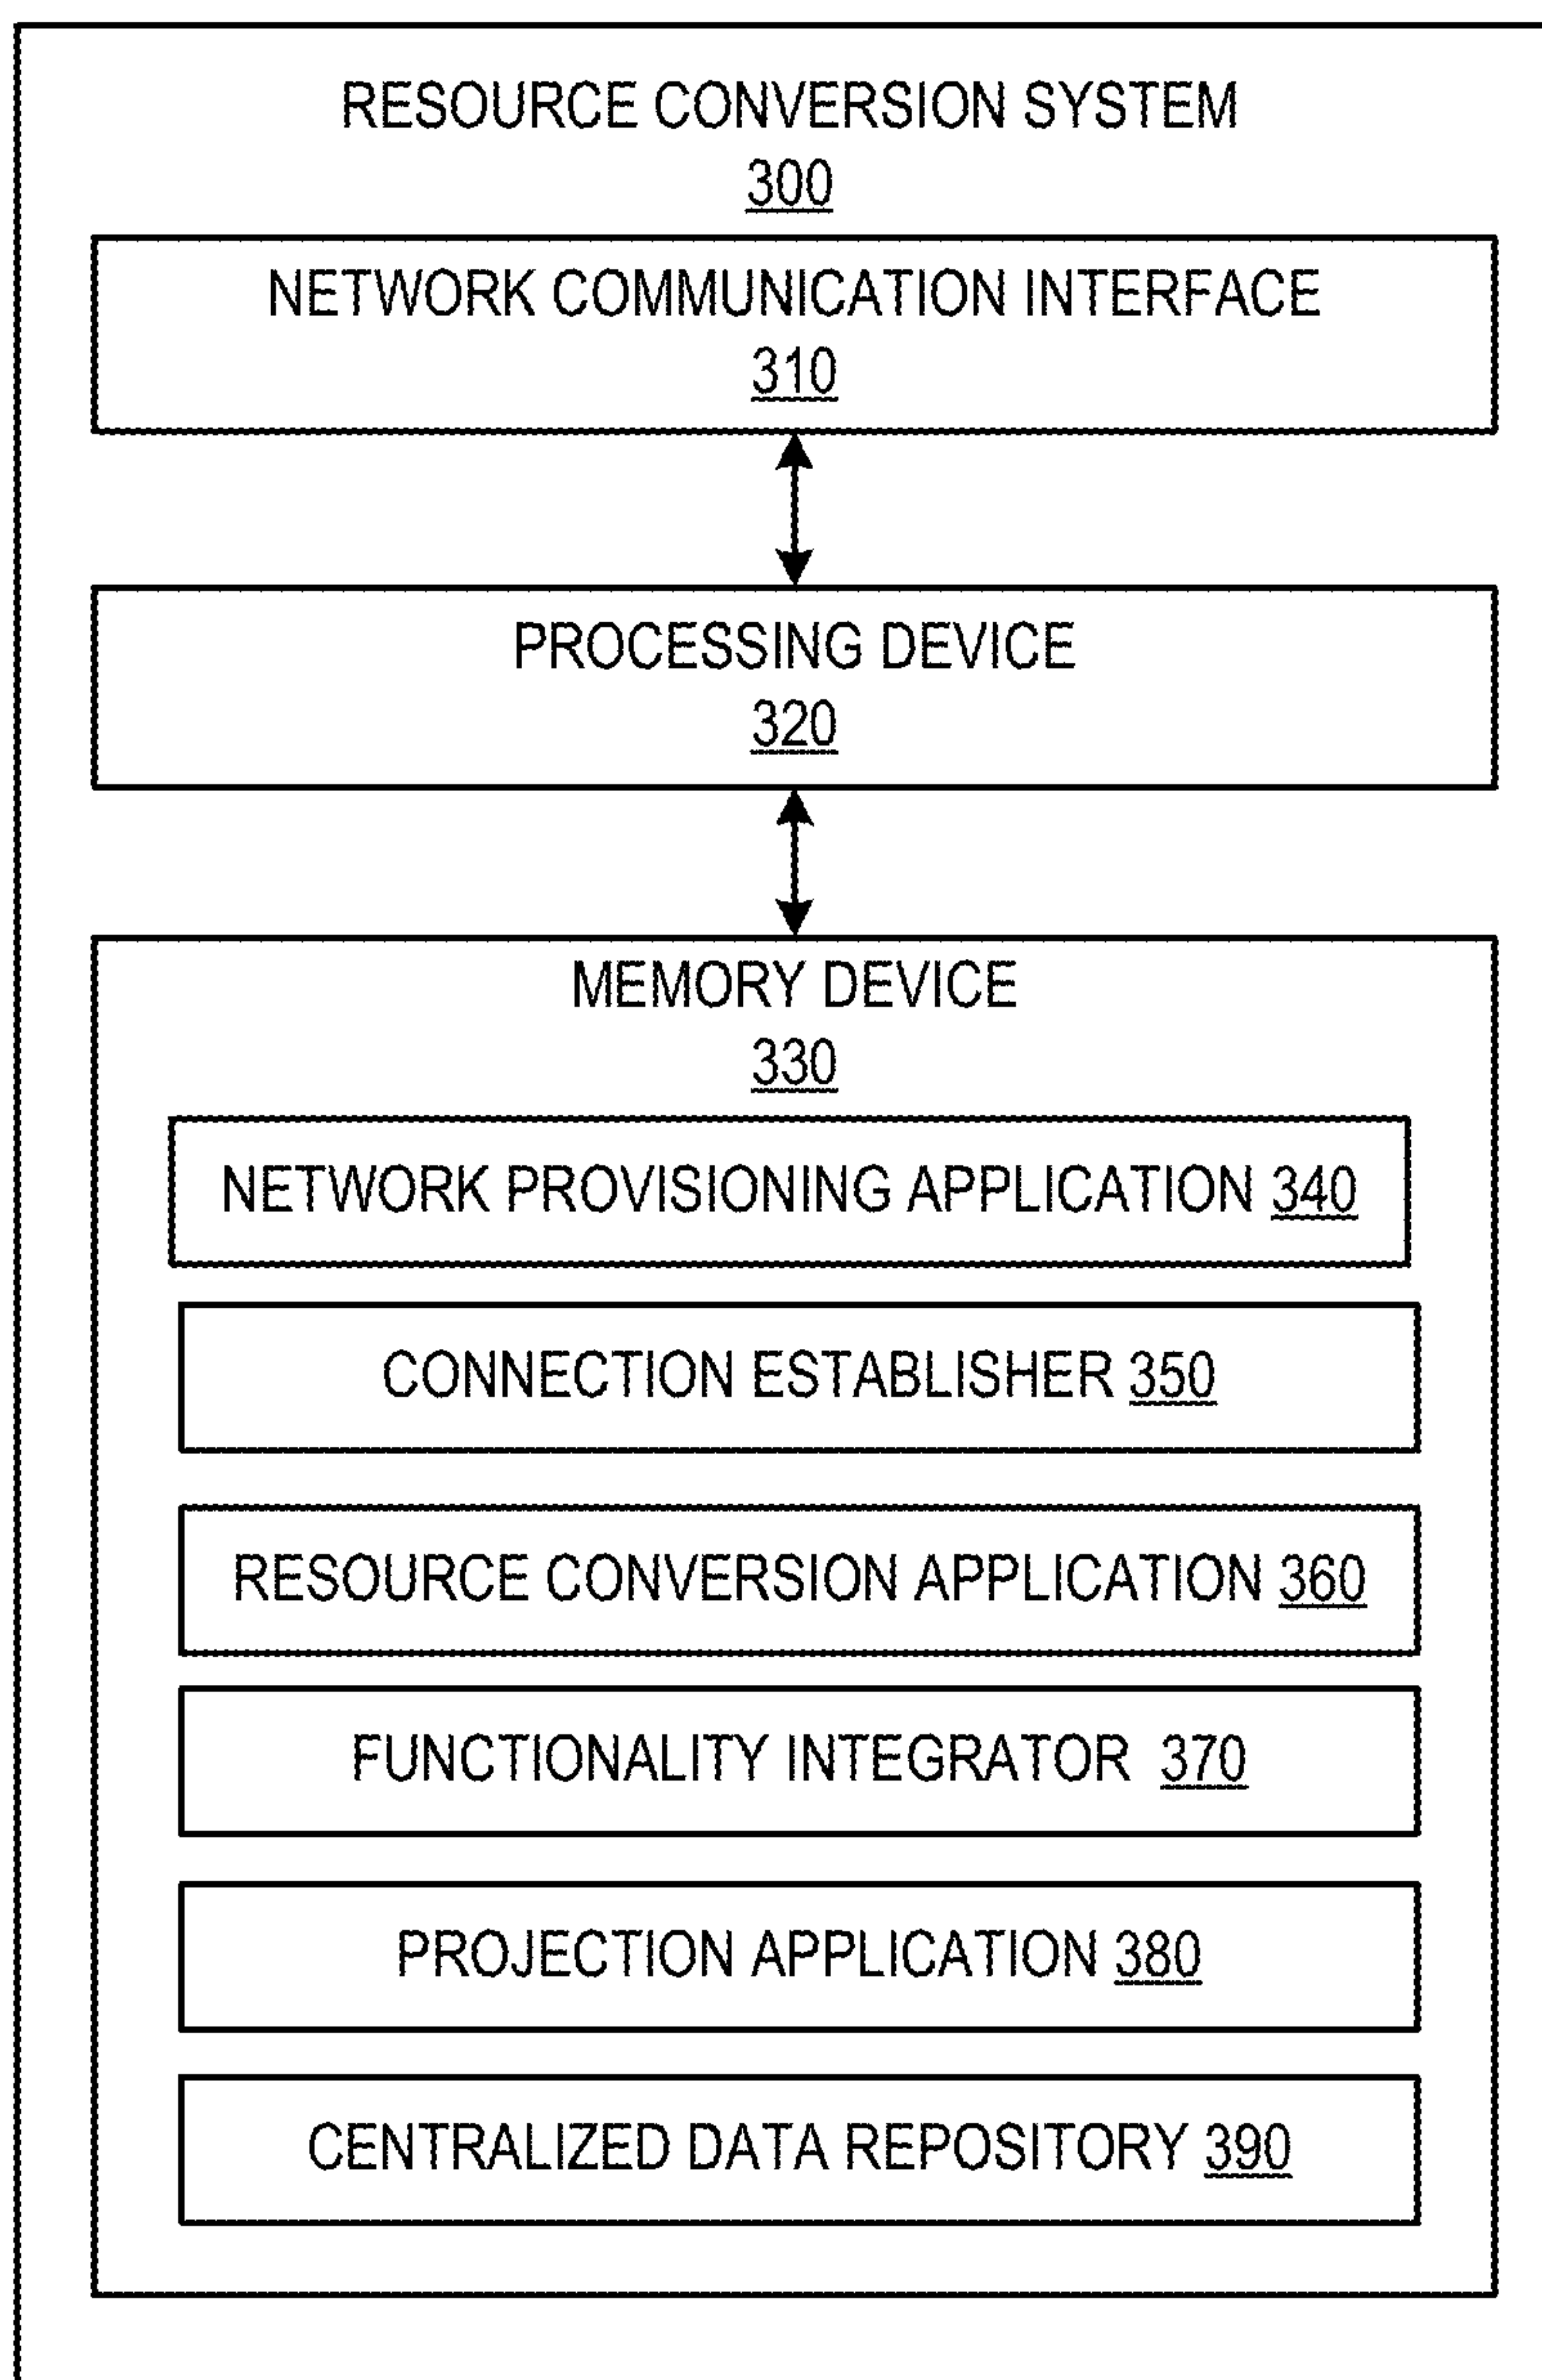 RESOURCE CONVERSION SYSTEM
300
NETWORK COMMUNICATION INTERFACE
310
PROCESSING DEVICE
320
MEMORY DEVICE
330
NETWORK PROVISIONING APPLICATION 340
CONNECTION ESTABLISHER 350
RESOURCE CONVERSION APPLICATION 360
FUNCTIONALITY INTEGRATOR 370
PROJECTION APPLICATION 380
CENTRALIZED DATA REPOSITORY 390